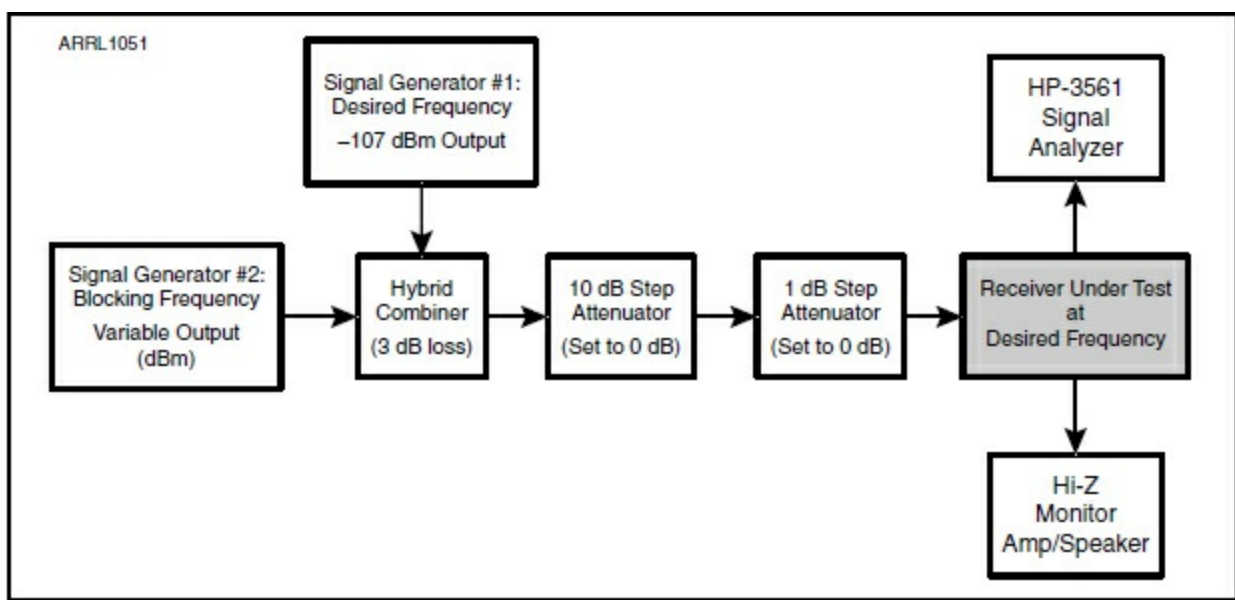 ARRL1051
Signal Generator #1:
Desired Frequency
–107 dBm Output
HP-3561
Signal
Analyzer
Signal Generator #2:
Blocking Frequency
Variable Output
(dBm)
Hybrid
Combiner
(3 dB loss)
10 dB Step
Attenuator
(Set to 0 dB)
1 dB Step
Attenuator
(Set to 0 dB)
Receiver Under Test
at
Desired Frequency
Hi-Z
Monitor
Amp/Speaker